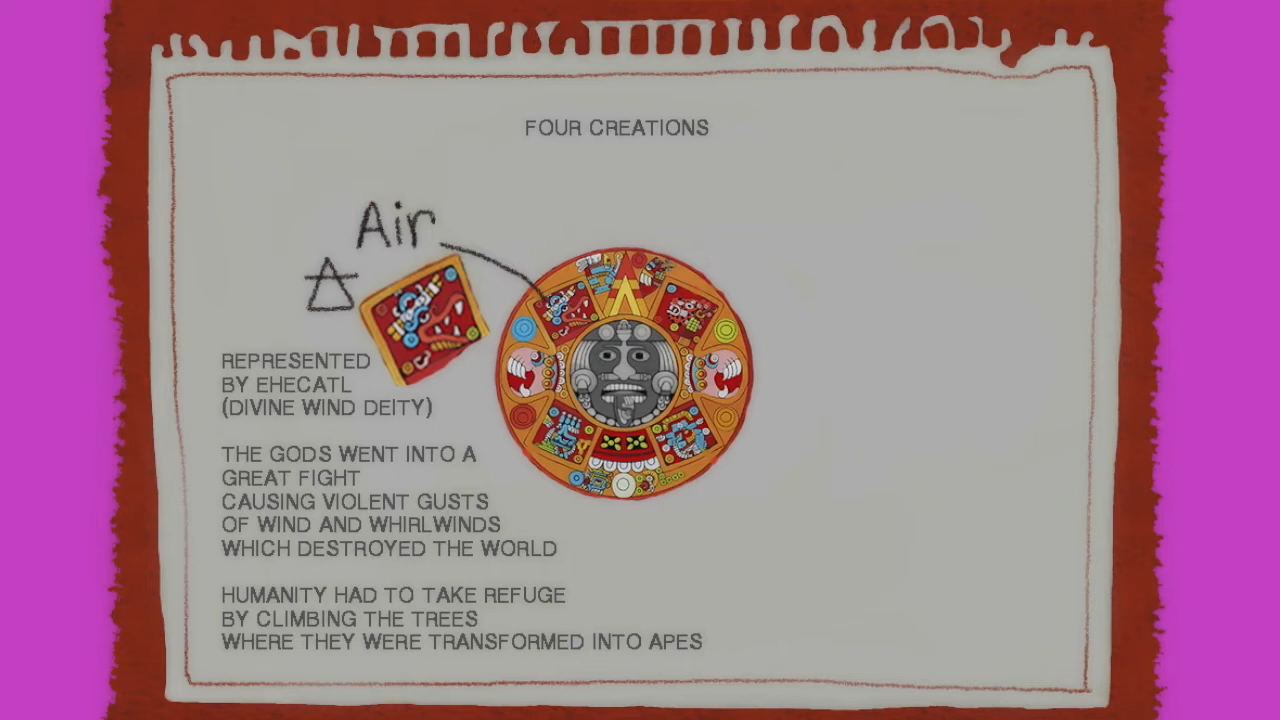 FOUR CREATIONS
Air
REPRESENTED
BY EHECATL
(DIVINE WIND DEITY)
THE GODS WENT INTO A
GREAT FIGHT
CAUSING VIOLENT GUSTS
OF WIND AND WHIRLWINDS
WHICH DESTROYED THE WORLD
HUMANITY HAD TO TAKE REFUGE
BY CLIMBING THE TREES
WHERE THEY WERE TRANSFORMED INTO APES